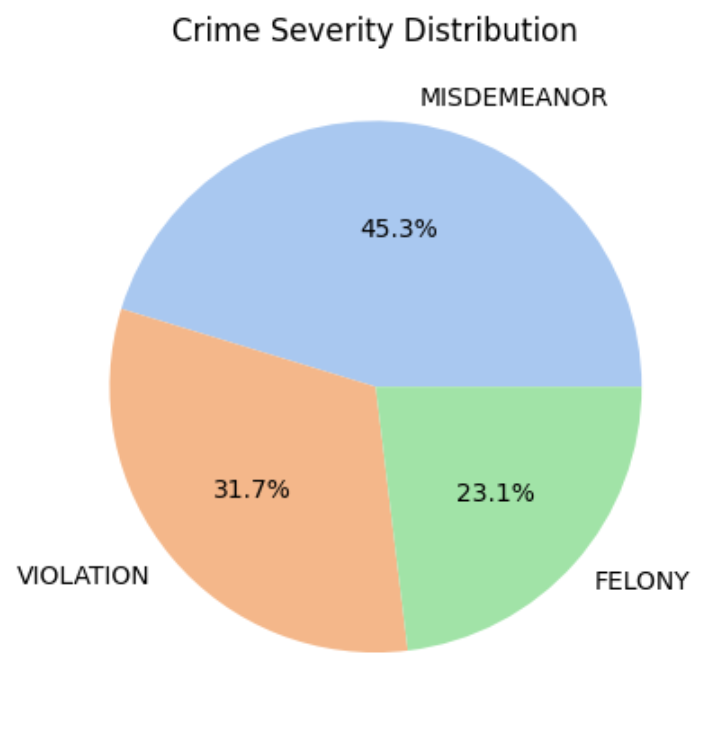 Crime Severity Distribution
MISDEMEANOR
45.3%
31.7%
23.1%
VIOLATION
FELONY